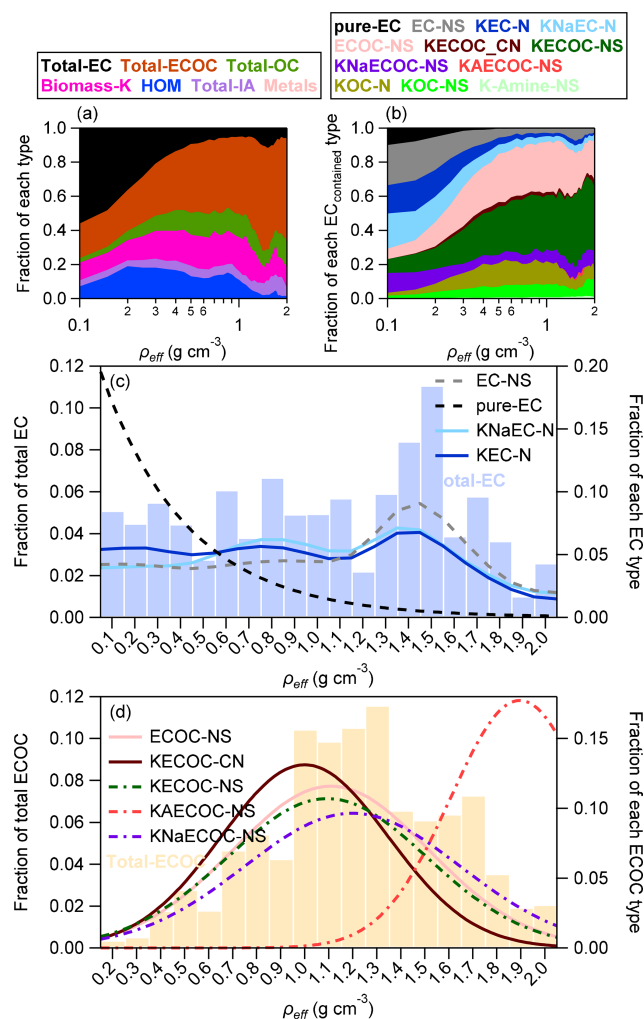 pure-EC EC-NS KEC-N KNaEC-N
ECOC-NS KECOC_CN KECOC-NS
KNaECOC-NS KAECOC-NS
KOC-N KOC-NS K-Amine-NS
Total-EC Total-ECOC Total-OC
Biomass-K HOM Total-IA Metals
(a)
Fraction of each type
1.0
0.8
0.6
0.4
0.2
0.0
0.1 2 3 4 5 6 1 2
ρeff (g cm-3)
(b)
Fraction of each ECcontained type
1.0
0.8
0.6
0.4
0.2
0.0
0.1 2 3 4 5 6 1 2
ρeff (g cm-3)
(c)
Fraction of total EC
0.12
0.10
0.08
0.06
0.04
0.02
0.00
EC-NS
pure-EC
KNaEC-N
KEC-N
otal-EC
0.20
0.15
0.10
0.05
0.00
Fraction of each EC type
0.1 0.2 0.3 0.4 0.5 0.6 0.7 0.8 0.9 1.0 1.1 1.2 1.3 1.4 1.5 1.6 1.7 1.8 1.9 2.0
ρeff (g cm-3)
(d)
Fraction of total ECOC
0.12
0.10
0.08
0.06
0.04
0.02
0.00
ECOC-NS
KECOC-CN
KECOC-NS
KAECOC-NS
KNaECOC-NS
Total-ECOC
0.15
0.10
0.05
0.00
Fraction of each ECOC type
0.2 0.3 0.4 0.5 0.6 0.7 0.8 0.9 1.0 1.1 1.2 1.3 1.4 1.5 1.6 1.7 1.8 1.9 2.0
ρeff (g cm-3)